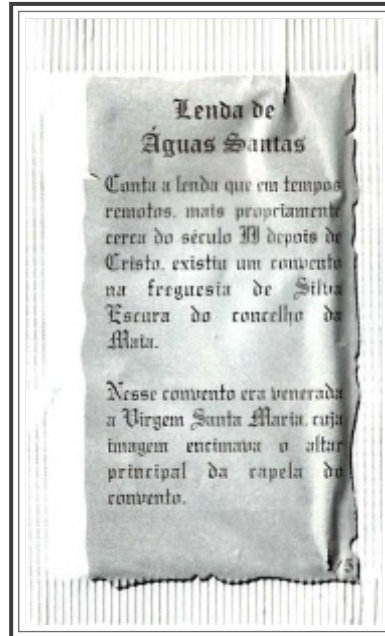 Lenda de
Águas Santas
Conta a lenda que em tempos
remotos, mais propriamente
cerca do século III depois de
Cristo, existiu um convento
na freguesia de Silva
Escura do concelho da
Maia.
Nesse convento era venerada
a Virgem Santa Maria, cuja
imagem encimava o altar
principal da capela do
convento.
/5